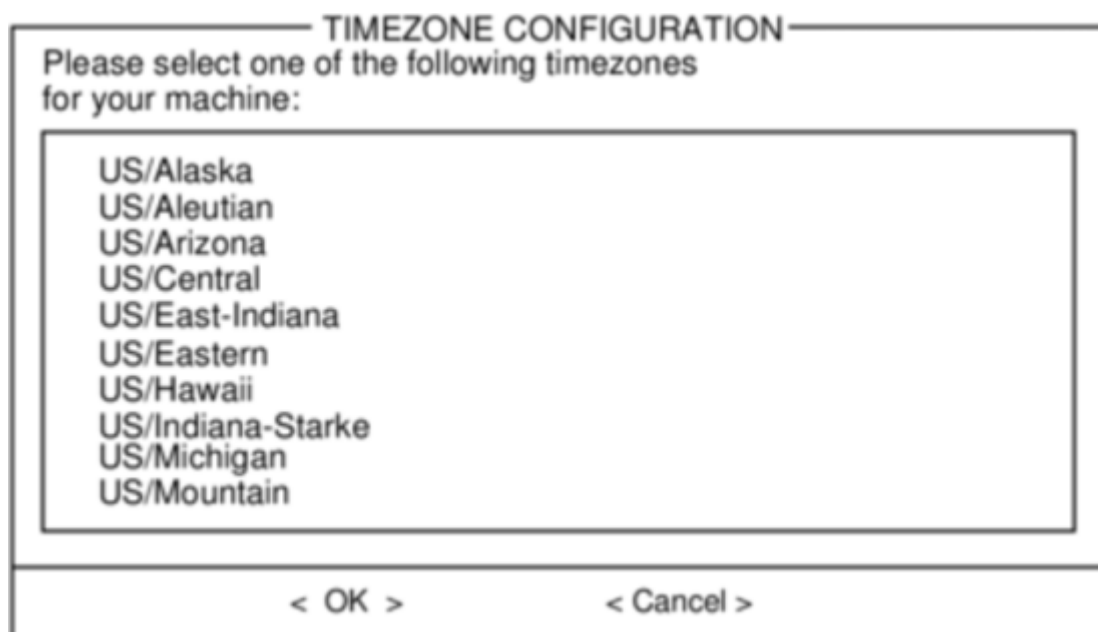 TIMEZONE CONFIGURATION
Please select one of the following timezones
for your machine:
US/Alaska
US/Aleutian
US/Arizona
US/Central
US/East-Indiana
US/Eastern
US/Hawaii
US/Indiana-Starke
US/Michigan
US/Mountain
< OK > < Cancel >